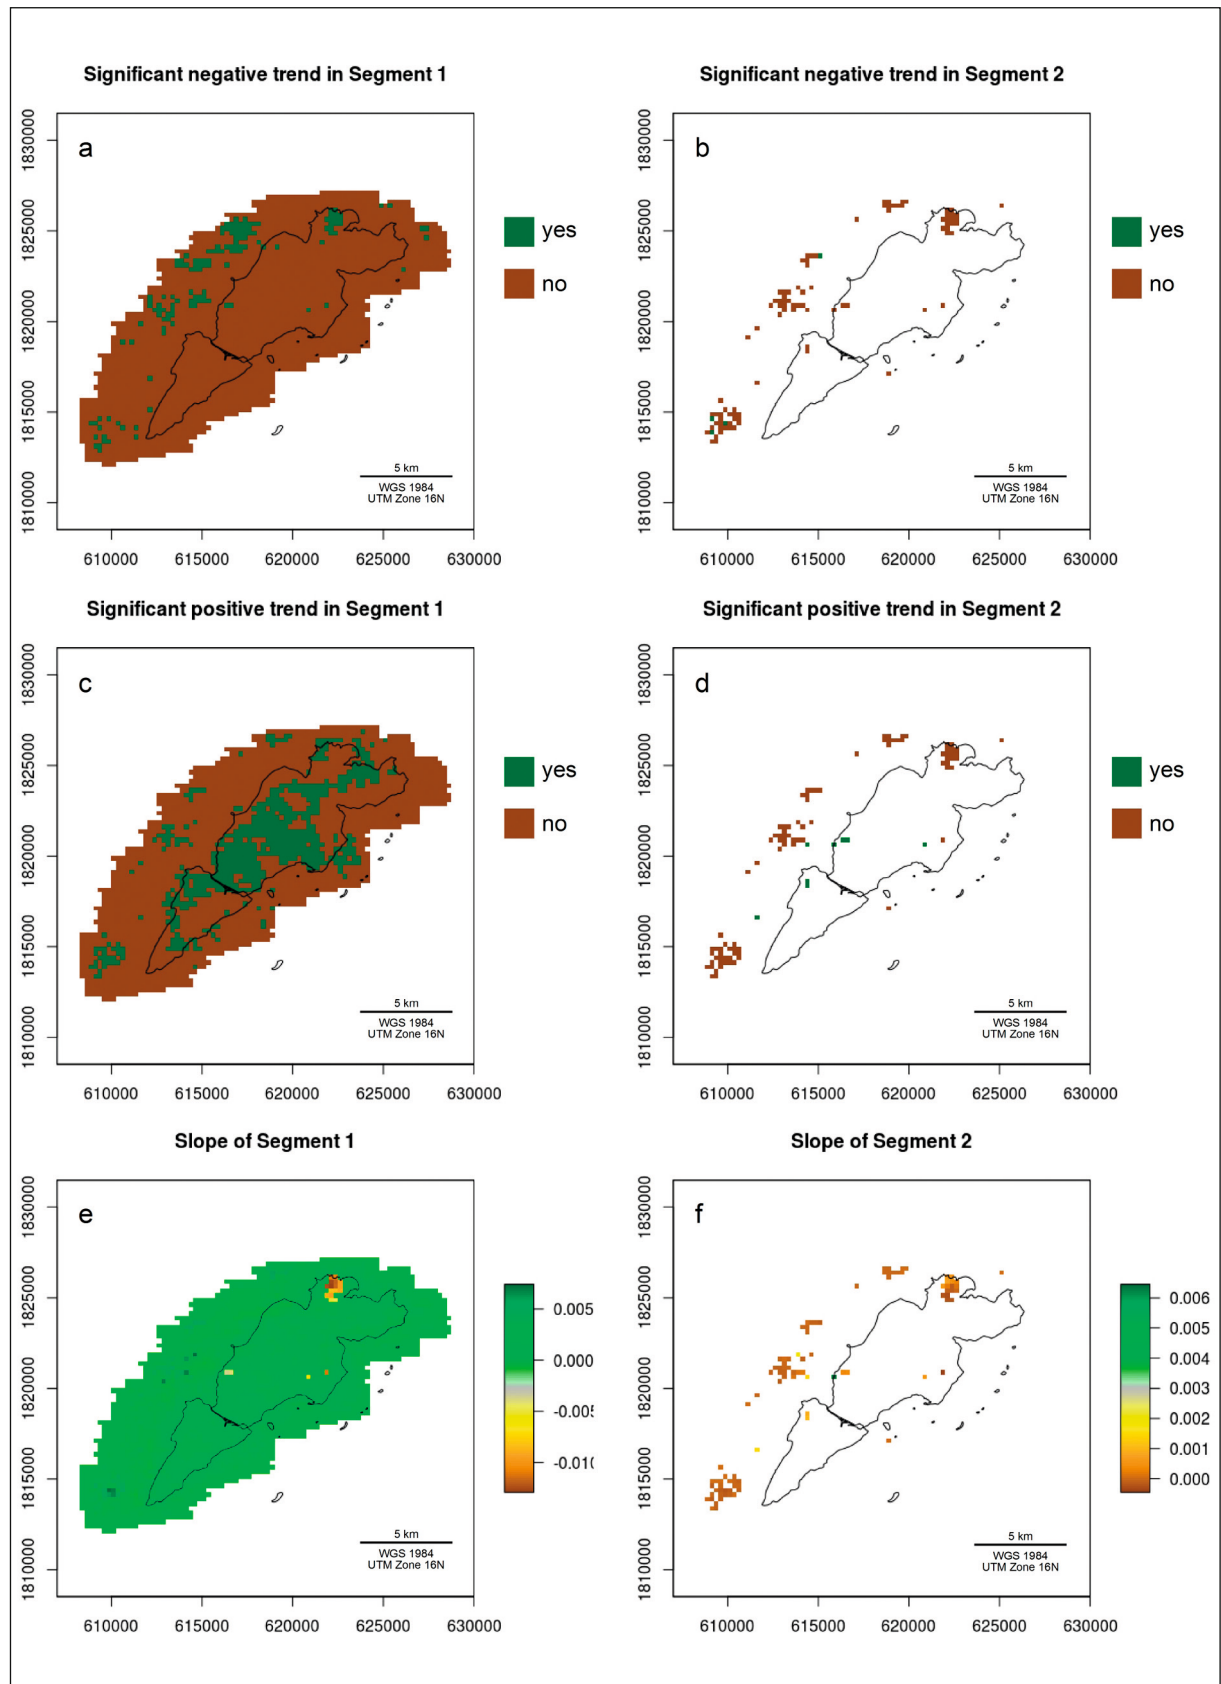 Significant negative trend in Segment 1
a
1830000
1825000
1820000
1815000
1810000
yes
no
5 km
WGS 1984
UTM Zone 16N
610000 615000 620000 625000 630000
Significant negative trend in Segment 2
b
1830000
1825000
1820000
1815000
1810000
yes
no
5 km
WGS 1984
UTM Zone 16N
610000 615000 620000 625000 630000
Significant positive trend in Segment 1
c
1830000
1825000
1820000
1815000
1810000
yes
no
5 km
WGS 1984
UTM Zone 16N
610000 615000 620000 625000 630000
Significant positive trend in Segment 2
d
1830000
1825000
1820000
1815000
1810000
yes
no
5 km
WGS 1984
UTM Zone 16N
610000 615000 620000 625000 630000
Slope of Segment 1
e
1830000
1825000
1820000
1815000
1810000
0.005
0.000
-0.005
-0.010
5 km
WGS 1984
UTM Zone 16N
610000 615000 620000 625000 630000
Slope of Segment 2
f
1830000
1825000
1820000
1815000
1810000
0.006
0.005
0.004
0.003
0.002
0.001
0.000
5 km
WGS 1984
UTM Zone 16N
610000 615000 620000 625000 630000